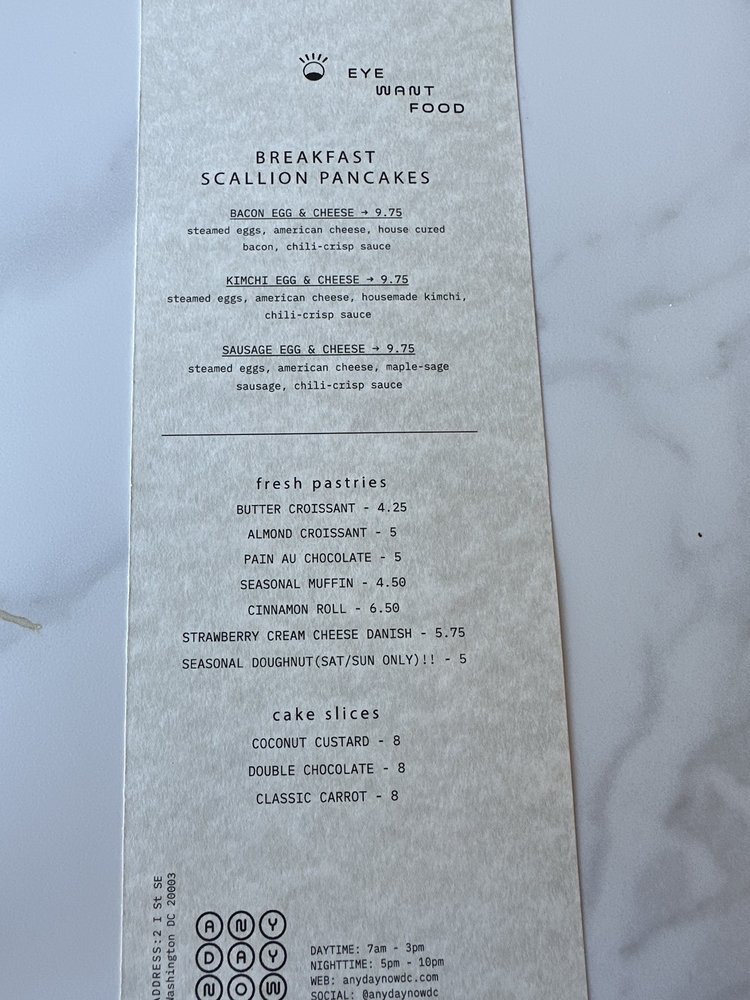 EYE
WANT
FOOD
BREAKFAST
SCALLION PANCAKES
BACON EGG & CHEESE → 9.75
steamed eggs, american cheese, house cured
bacon, chili-crisp sauce
KIMCHI EGG & CHEESE → 9.75
steamed eggs, american cheese, housemade kimchi,
chili-crisp sauce
SAUSAGE EGG & CHEESE → 9.75
steamed eggs, american cheese, maple-sage
sausage, chili-crisp sauce
fresh pastries
BUTTER CROISSANT - 4.25
ALMOND CROISSANT - 5
PAIN AU CHOCOLATE - 5
SEASONAL MUFFIN - 4.50
CINNAMON ROLL - 6.50
STRAWBERRY CREAM CHEESE DANISH - 5.75
SEASONAL DOUGHNUT(SAT/SUN ONLY)!! - 5
cake slices
COCONUT CUSTARD - 8
DOUBLE CHOCOLATE - 8
CLASSIC CARROT - 8
ADDRESS:2 I St SE
Washington DC 20003
ANY
DAY
NOW
DAYTIME: 7am - 3pm
NIGHTTIME: 5pm - 10pm
WEB: anydaynowdc.com
SOCIAL: @anydaynowdc